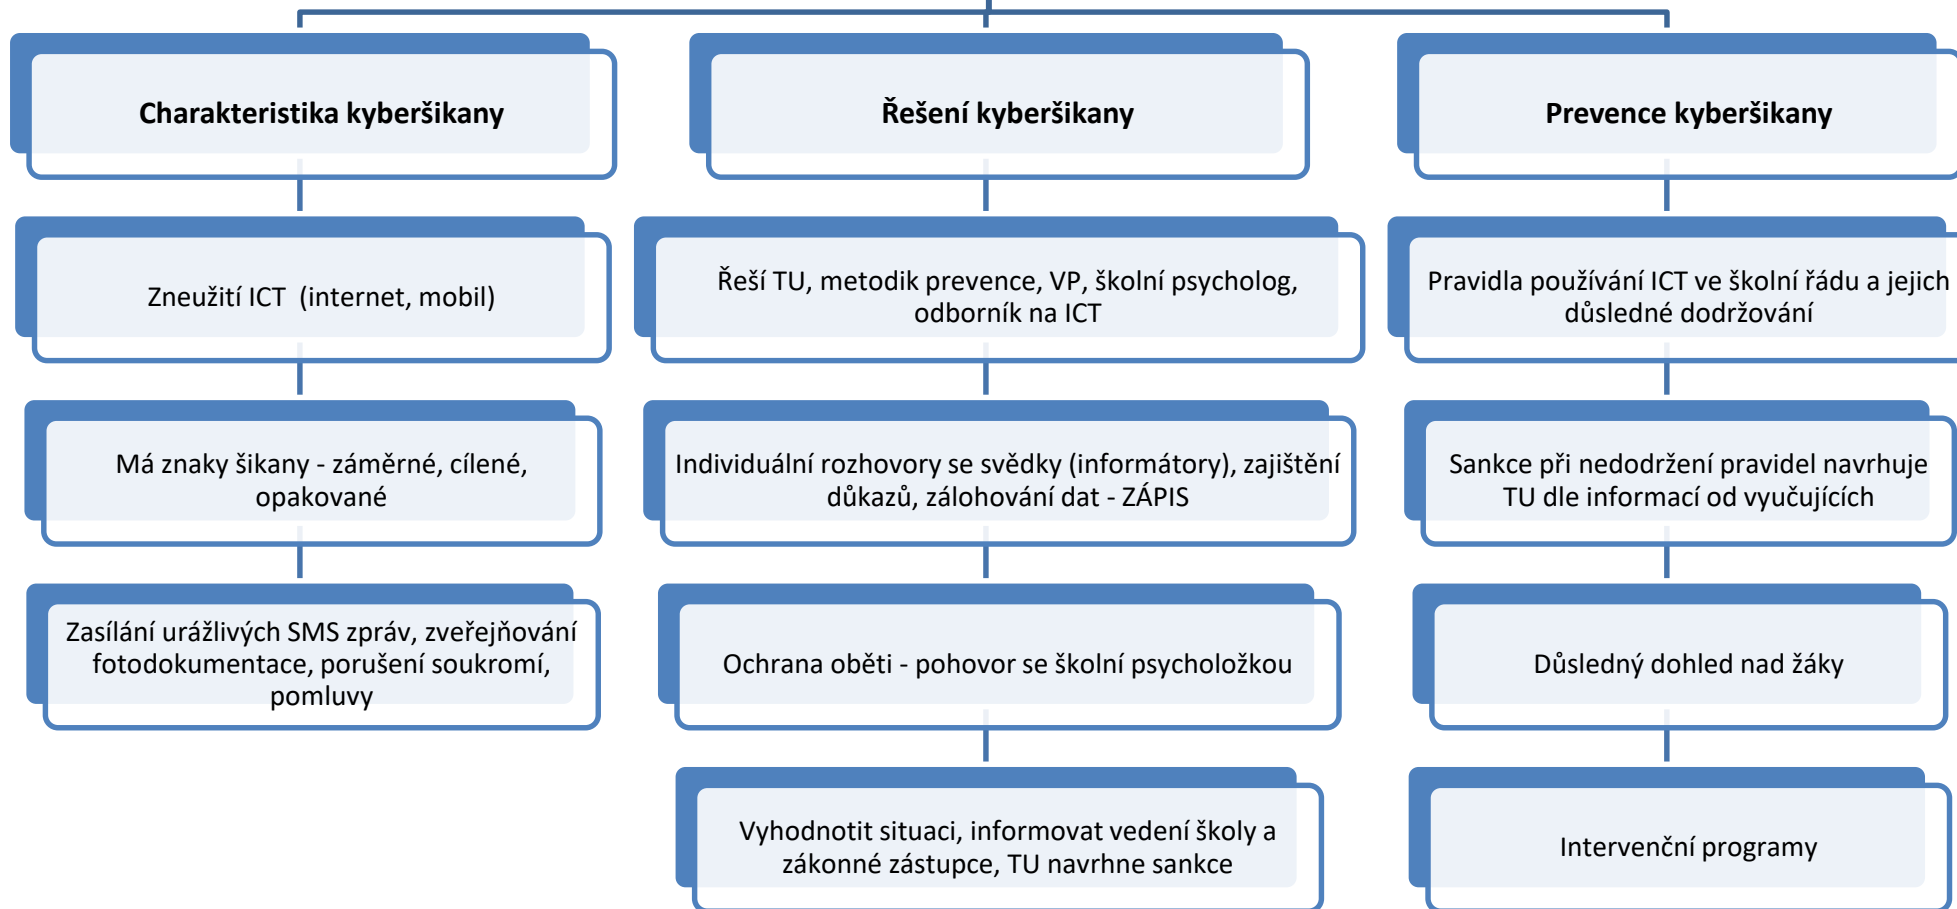 Charakteristika kyberšikany
Zneužití ICT  (internet, mobil)
Má znaky šikany - záměrné, cílené,
opakované
Zasílání urážlivých SMS zpráv, zveřejňování
fotodokumentace, porušení soukromí,
pomluvy
Řešení kyberšikany
Řeší TU, metodik prevence, VP, školní psycholog,
odborník na ICT
Individuální rozhovory se svědky (informátory), zajištění
důkazů, zálohování dat - ZÁPIS
Ochrana oběti - pohovor se školní psycholožkou
Vyhodnotit situaci, informovat vedení školy a
zákonné zástupce, TU navrhne sankce
Prevence kyberšikany
Pravidla používání ICT ve školní řádu a jejich
důsledné dodržování
Sankce při nedodržení pravidel navrhuje
TU dle informací od vyučujících
Důsledný dohled nad žáky
Intervenční programy